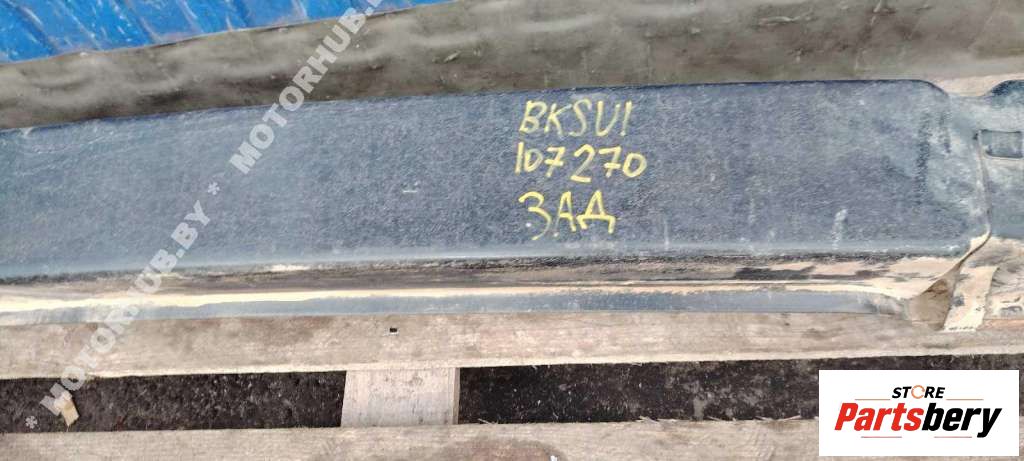 BKSU1
107270
ЗАД
* MOTORHUB.BY * MOTORHUB.BY *
STORE
Partsbery